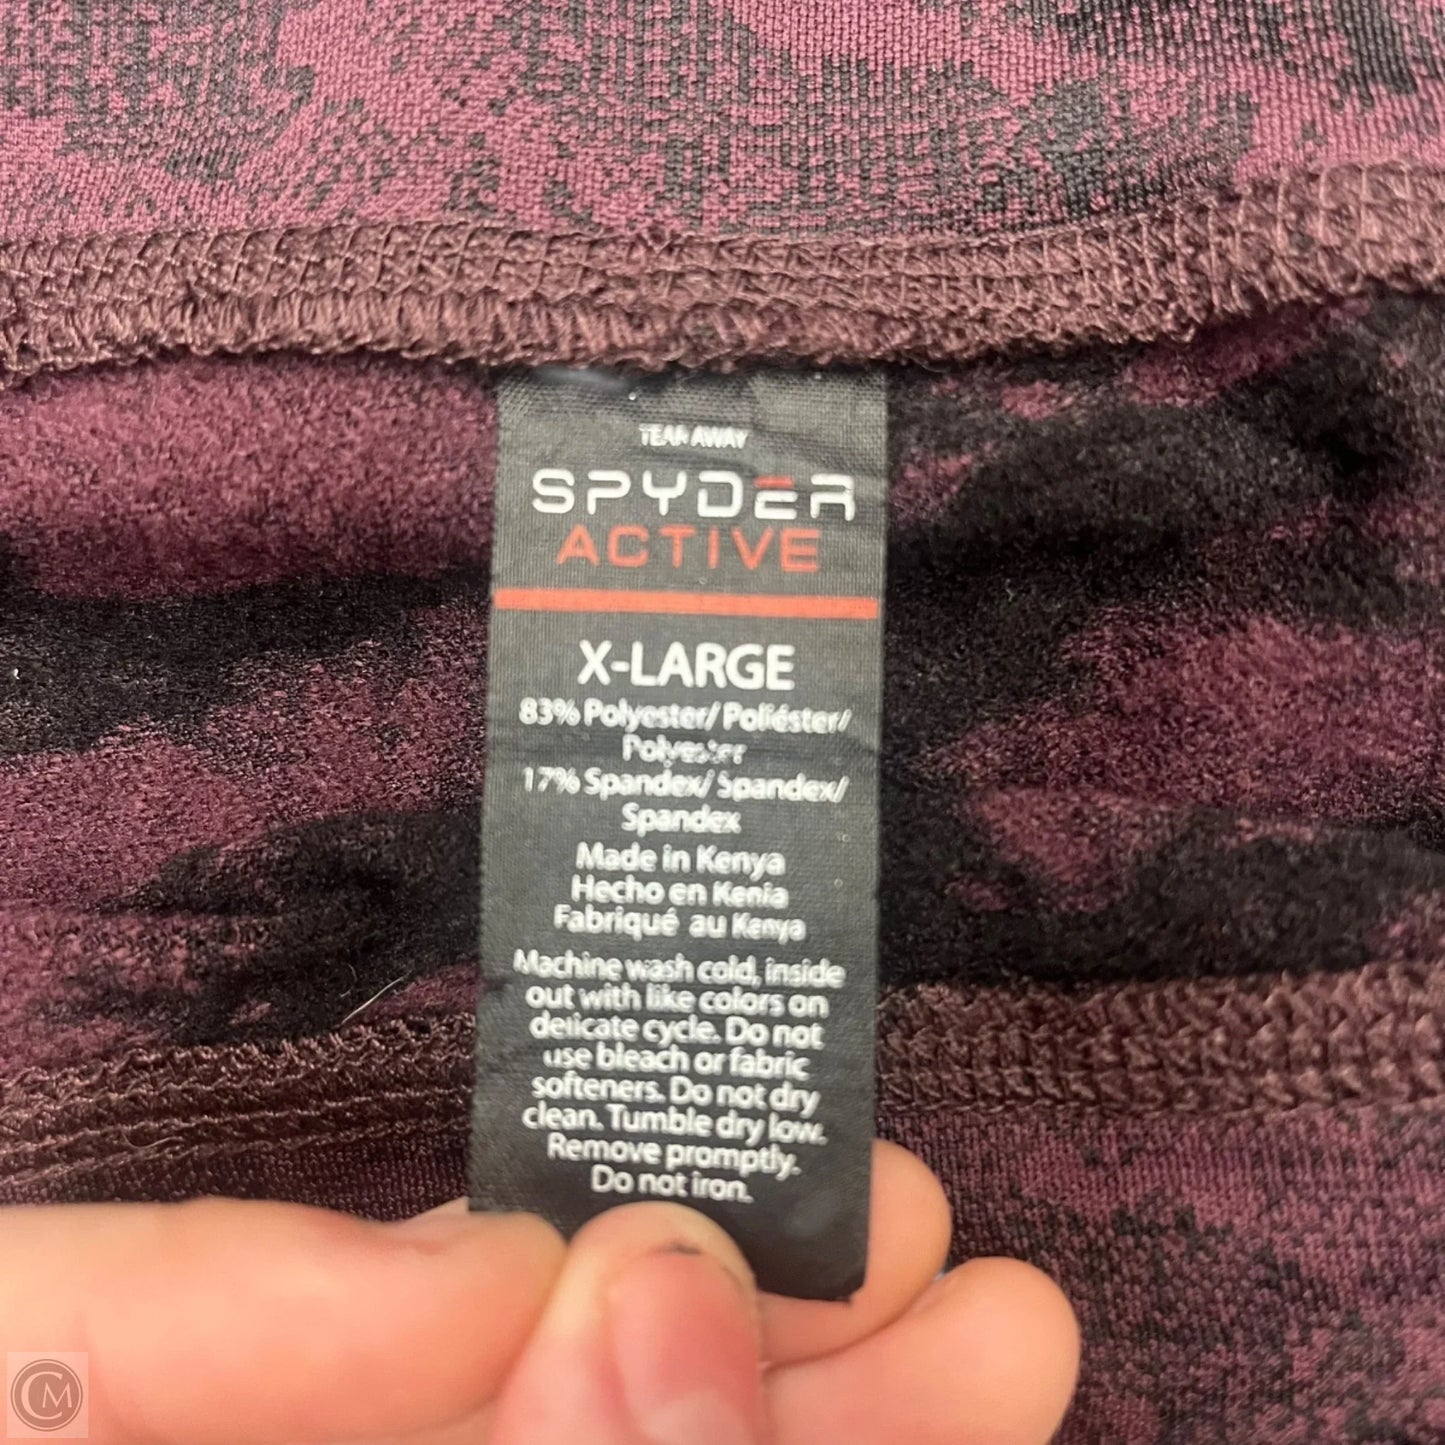 TEAR AWAY
SPYDER
ACTIVE
X-LARGE
83% Polyester/ Poliéster/
Polyester
17% Spandex/ Spandex/
Spandex
Made in Kenya
Hecho en Kenia
Fabriqué au Kenya
Machine wash cold, inside
out with like colors on
delicate cycle. Do not
use bleach or fabric
softeners. Do not dry
clean. Tumble dry low.
Remove promptly.
Do not iron.
CM